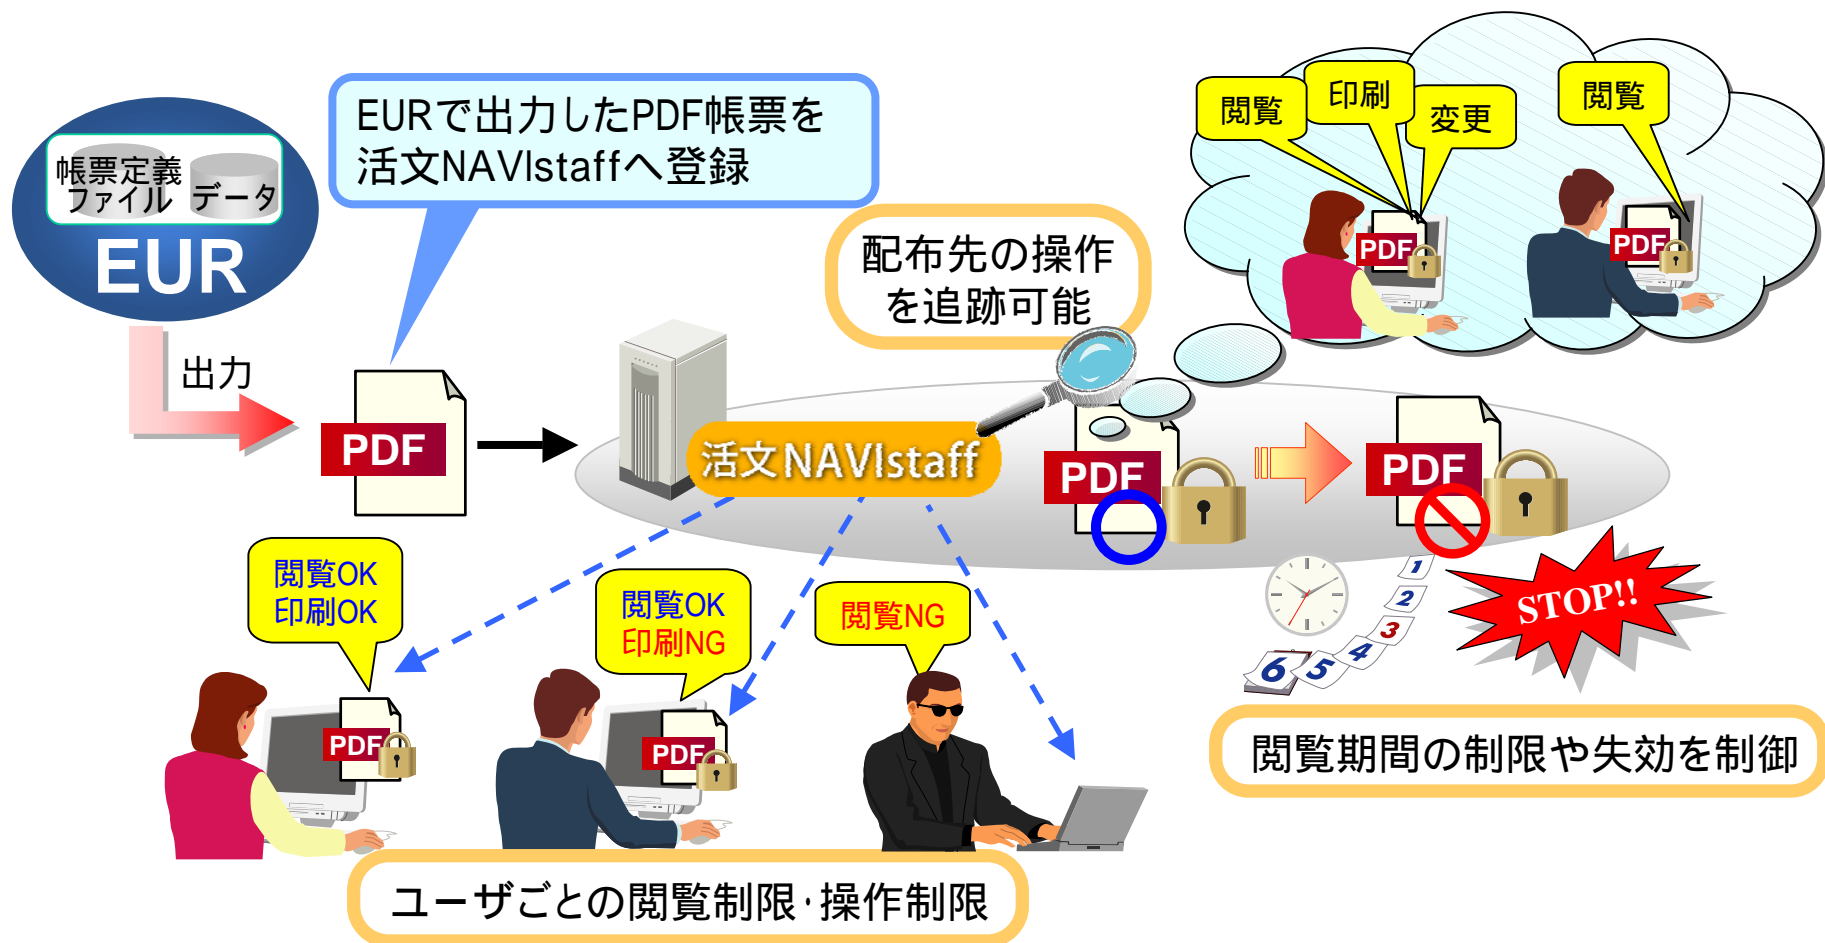 帳票定義
ファイル
データ
EUR
EURで出力したPDF帳票を
活文NAVIstaffへ登録
出力
PDF
配布先の操作
を追跡可能
閲覧
印刷
変更
閲覧
PDF
PDF
活文NAVIstaff
PDF
PDF
閲覧OK
印刷OK
閲覧OK
印刷NG
閲覧NG
PDF
PDF
1
2
3
4
5
6
STOP!!
閲覧期間の制限や失効を制御
ユーザごとの閲覧制限・操作制限